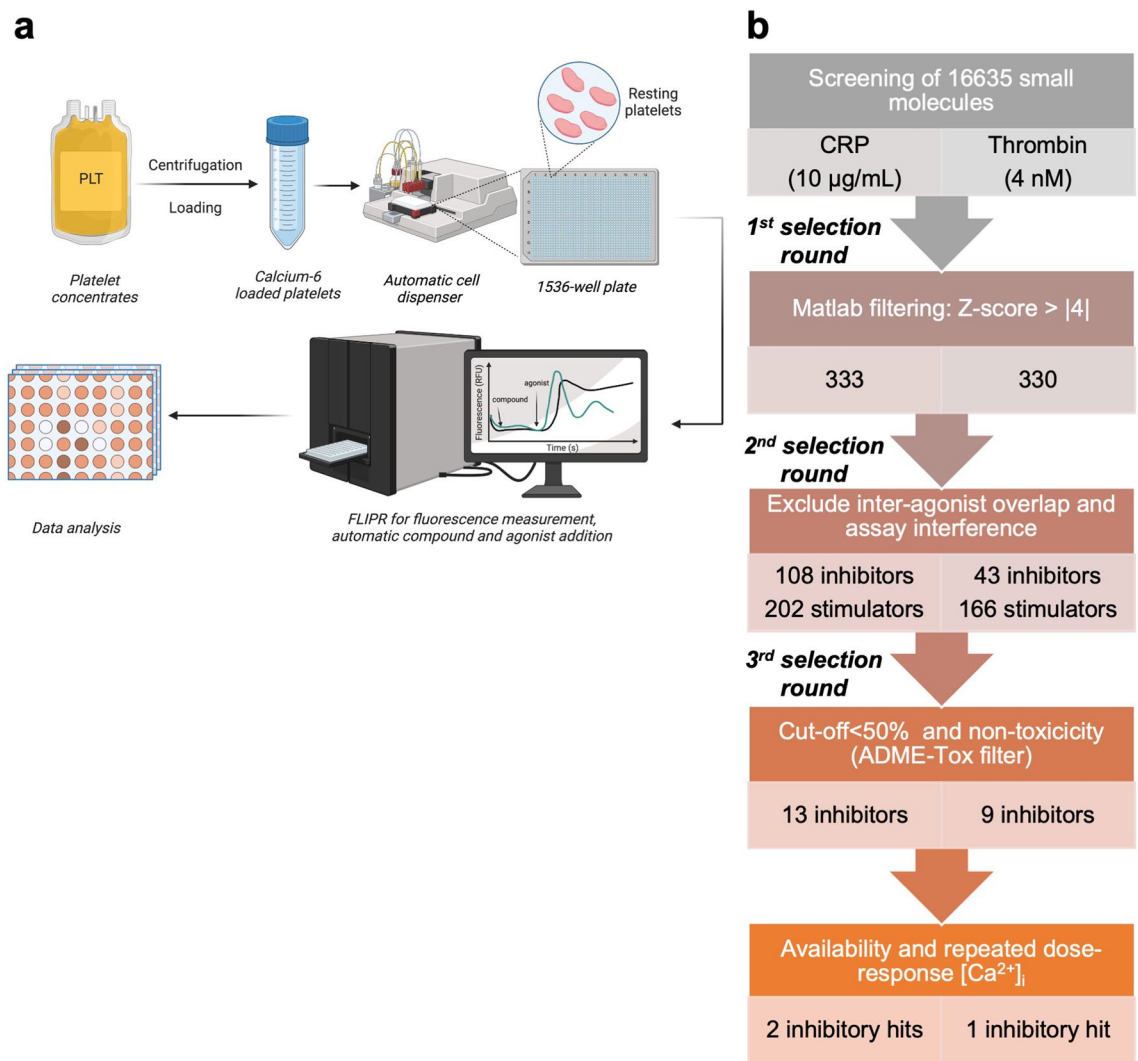 a
PLT
Centrifugation
Loading
Resting
platelets
Platelet
concentrates
Calcium-6
loaded platelets
Automatic cell
dispenser
1536-well plate
Fluorescence (RFU)
compound
agonist
Time (s)
Data analysis
FLIPR for fluorescence measurement,
automatic compound and agonist addition
b
Screening of 16635 small
molecules
CRP
(10 µg/mL)
Thrombin
(4 nM)
1st selection
round
Matlab filtering: Z-score > |4|
333
330
2nd selection
round
Exclude inter-agonist overlap and
assay interference
108 inhibitors
202 stimulators
43 inhibitors
166 stimulators
3rd selection
round
Cut-off<50% and non-toxicicity
(ADME-Tox filter)
13 inhibitors
9 inhibitors
Availability and repeated dose-
response [Ca2+]i
2 inhibitory hits
1 inhibitory hit